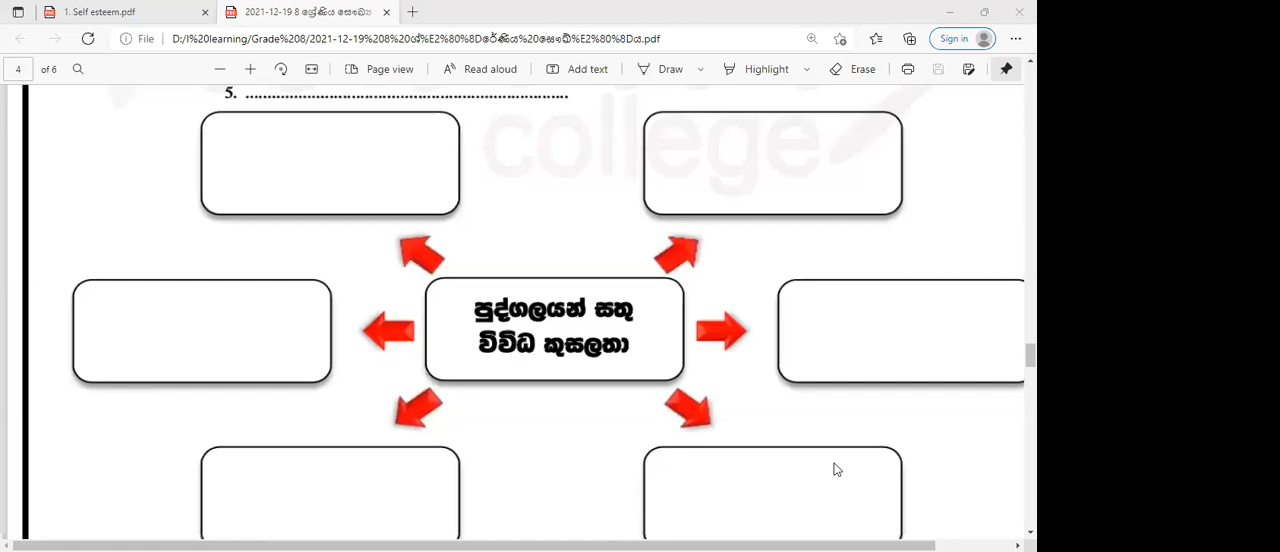 1. Self esteem.pdf
2021-12-19 8 ශ්‍රේණිය සෞඛ්‍ය
File
D:/I%20learning/Grade%208/2021-12-19%208%20ශ්%E2%80%8Dරේණිය%20සෞඛ්%E2%80%8Dය.pdf
Sign in
4 of 6
Page view
Read aloud
Add text
Draw
Highlight
Erase
5. ......................................................................
college
පුද්ගලයන් සතු
විවිධ කුසලතා